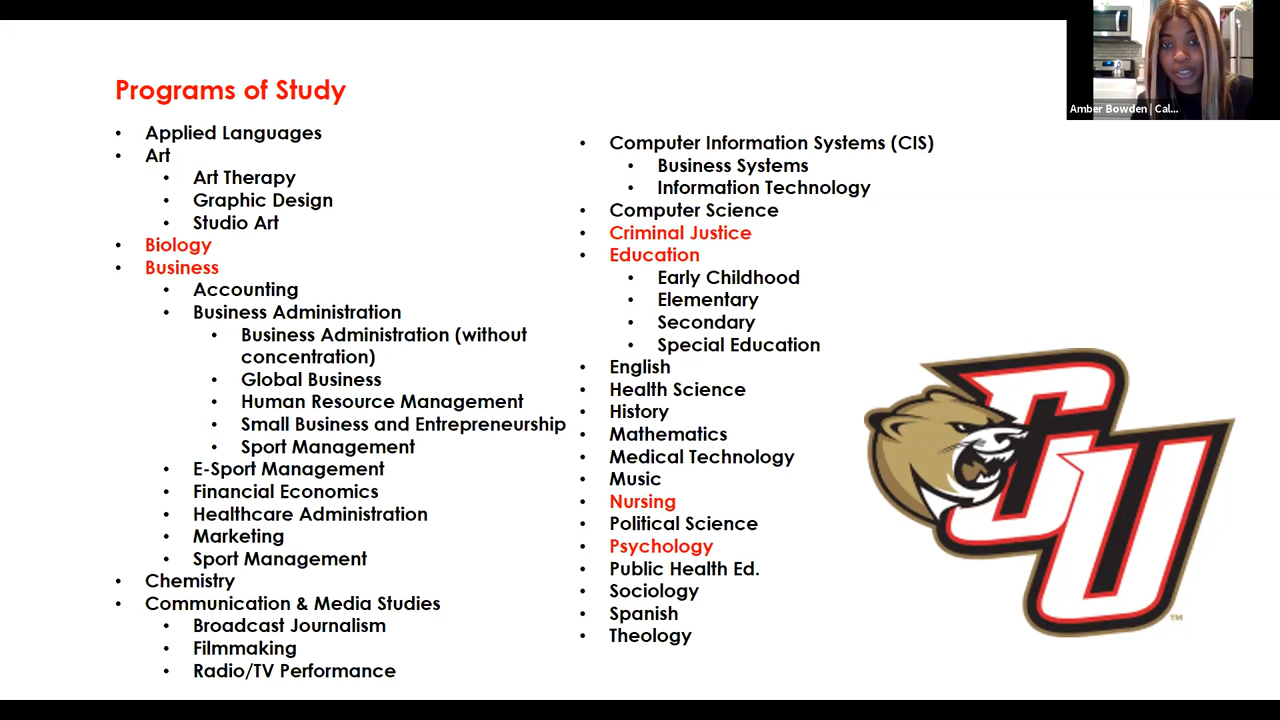 Programs of Study
• Applied Languages
• Art
• Art Therapy
• Graphic Design
• Studio Art
• Biology
• Business
• Accounting
• Business Administration
• Business Administration (without
concentration)
• Global Business
• Human Resource Management
• Small Business and Entrepreneurship
• Sport Management
• E-Sport Management
• Financial Economics
• Healthcare Administration
• Marketing
• Sport Management
• Chemistry
• Communication & Media Studies
• Broadcast Journalism
• Filmmaking
• Radio/TV Performance
• Computer Information Systems (CIS)
• Business Systems
• Information Technology
• Computer Science
• Criminal Justice
• Education
• Early Childhood
• Elementary
• Secondary
• Special Education
• English
• Health Science
• History
• Mathematics
• Medical Technology
• Music
• Nursing
• Political Science
• Psychology
• Public Health Ed.
• Sociology
• Spanish
• Theology
Amber Bowden | Cal...
CU
TM